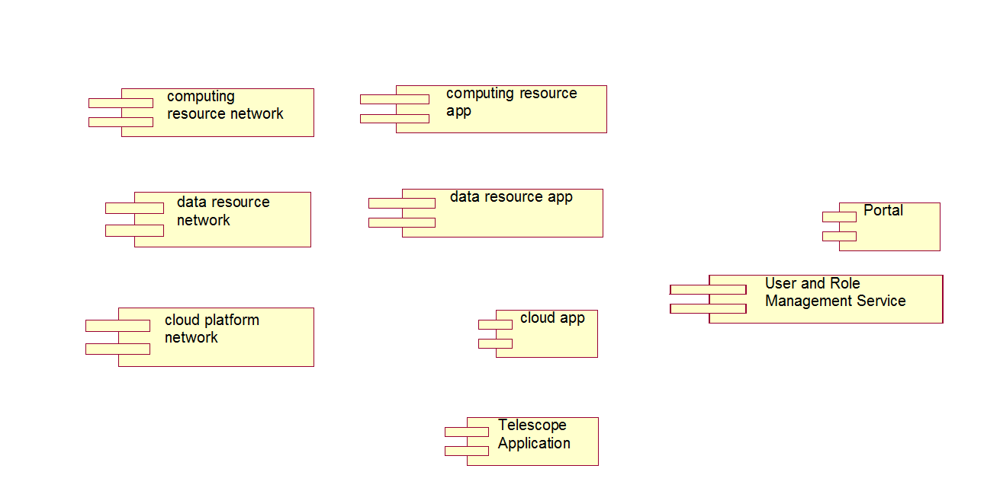 computing
resource network
computing resource
app
data resource
network
data resource app
Portal
User and Role
Management Service
cloud platform
network
cloud app
Telescope
Application